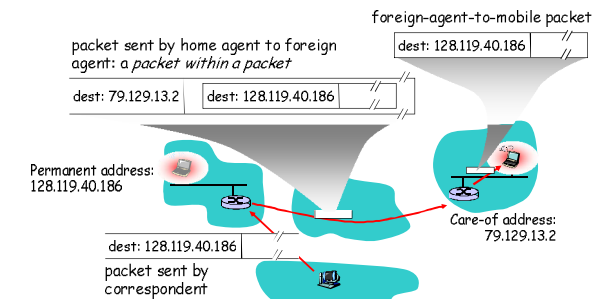 foreign-agent-to-mobile packet
dest: 128.119.40.186
packet sent by home agent to foreign
agent: a packet within a packet
dest: 79.129.13.2
dest: 128.119.40.186
Permanent address:
128.119.40.186
Care-of address:
79.129.13.2
dest: 128.119.40.186
packet sent by
correspondent